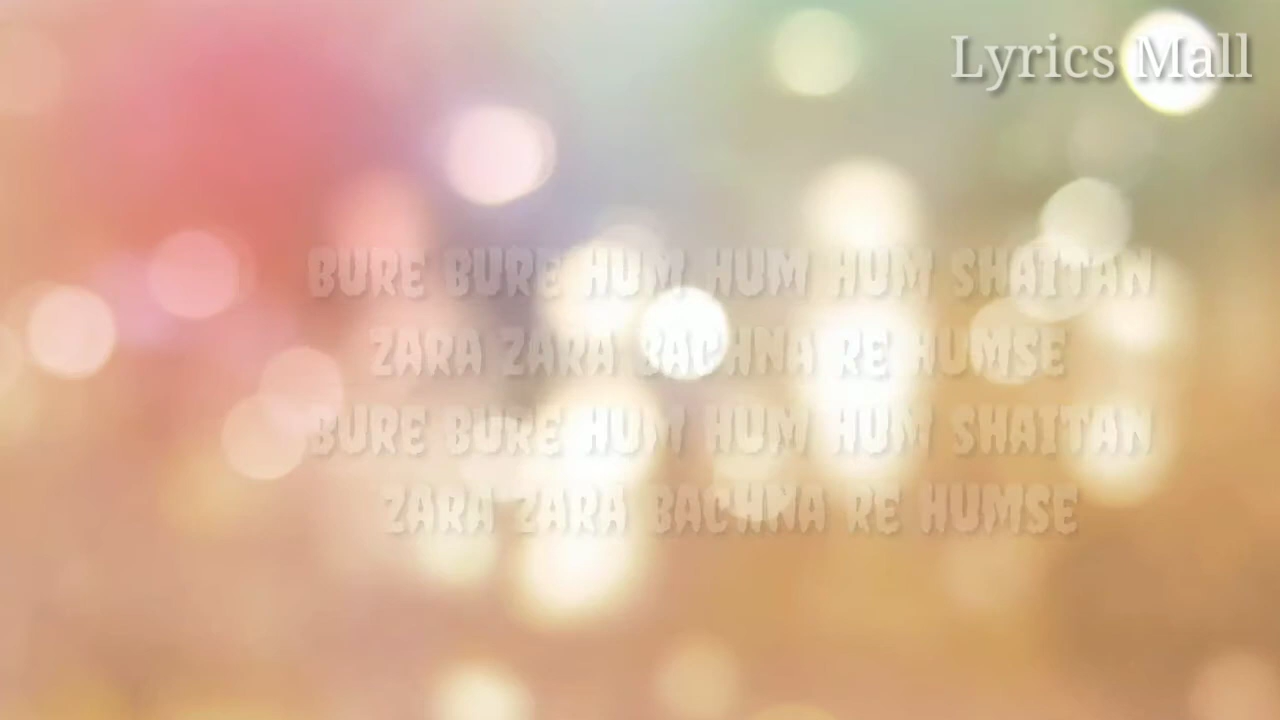 Lyrics Mall
BURE BURE HUM HUM HUM SHAITAN
ZARA ZARA BACHNA RE HUMSE
BURE BURE HUM HUM HUM SHAITAN
ZARA ZARA BACHNA RE HUMSE